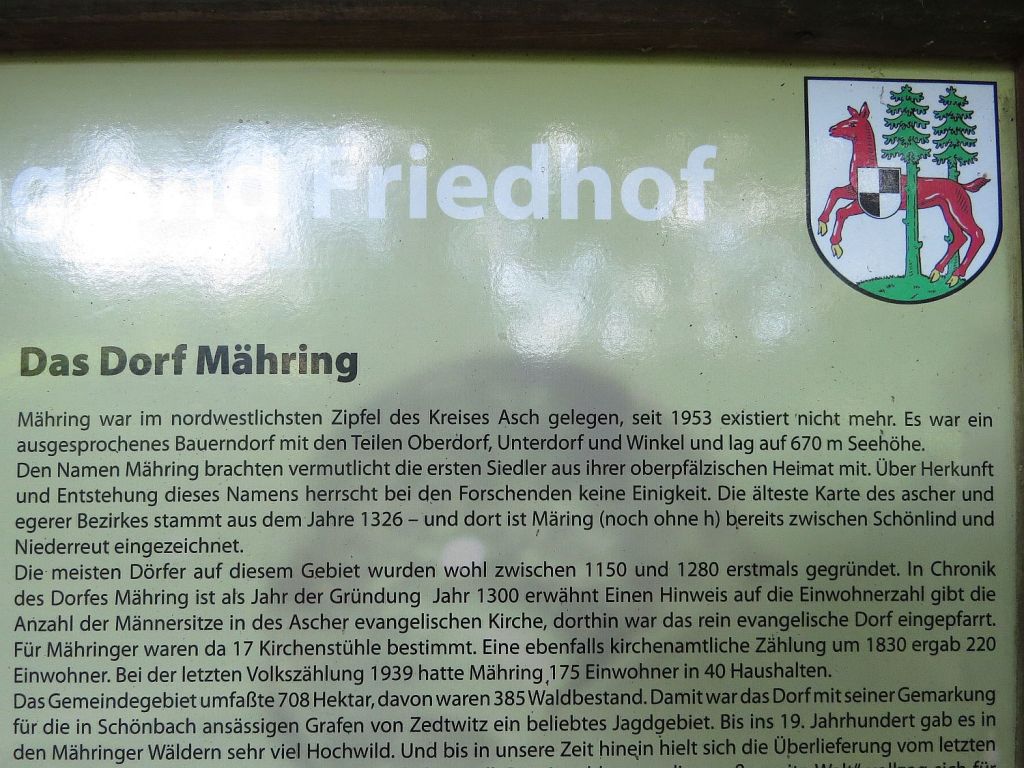 und Friedhof
Das Dorf Mähring
Mähring war im nordwestlichsten Zipfel des Kreises Asch gelegen, seit 1953 existiert nicht mehr. Es war ein
ausgesprochenes Bauerndorf mit den Teilen Oberdorf, Unterdorf und Winkel und lag auf 670 m Seehöhe.
Den Namen Mähring brachten vermutlicht die ersten Siedler aus ihrer oberpfälzischen Heimat mit. Über Herkunft
und Entstehung dieses Namens herrscht bei den Forschenden keine Einigkeit. Die älteste Karte des ascher und
egerer Bezirkes stammt aus dem Jahre 1326 – und dort ist Märing (noch ohne h) bereits zwischen Schönlind und
Niederreut eingezeichnet.
Die meisten Dörfer auf diesem Gebiet wurden wohl zwischen 1150 und 1280 erstmals gegründet. In Chronik
des Dorfes Mähring ist als Jahr der Gründung Jahr 1300 erwähnt Einen Hinweis auf die Einwohnerzahl gibt die
Anzahl der Männersitze in des Ascher evangelischen Kirche, dorthin war das rein evangelische Dorf eingepfarrt.
Für Mähringer waren da 17 Kirchenstühle bestimmt. Eine ebenfalls kirchenamtliche Zählung um 1830 ergab 220
Einwohner. Bei der letzten Volkszählung 1939 hatte Mähring 175 Einwohner in 40 Haushalten.
Das Gemeindegebiet umfaßte 708 Hektar, davon waren 385 Waldbestand. Damit war das Dorf mit seiner Gemarkung
für die in Schönbach ansässigen Grafen von Zedtwitz ein beliebtes Jagdgebiet. Bis ins 19. Jahrhundert gab es in
den Mähringer Wäldern sehr viel Hochwild. Und bis in unsere Zeit hinein hielt sich die Überlieferung vom letzten